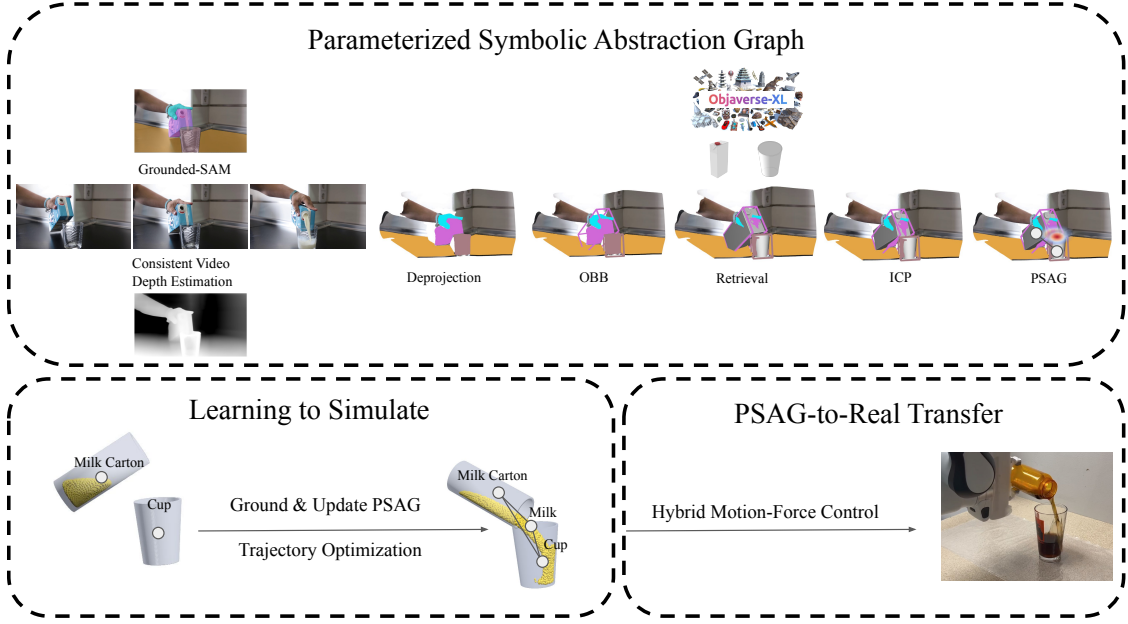 Parameterized Symbolic Abstraction Graph
Objaverse-XL
Grounded-SAM
Consistent Video
Depth Estimation
Deprojection
OBB
Retrieval
ICP
PSAG
Learning to Simulate
Milk Carton
Cup
Ground & Update PSAG
Trajectory Optimization
Milk Carton
Milk
Cup
PSAG-to-Real Transfer
Hybrid Motion-Force Control